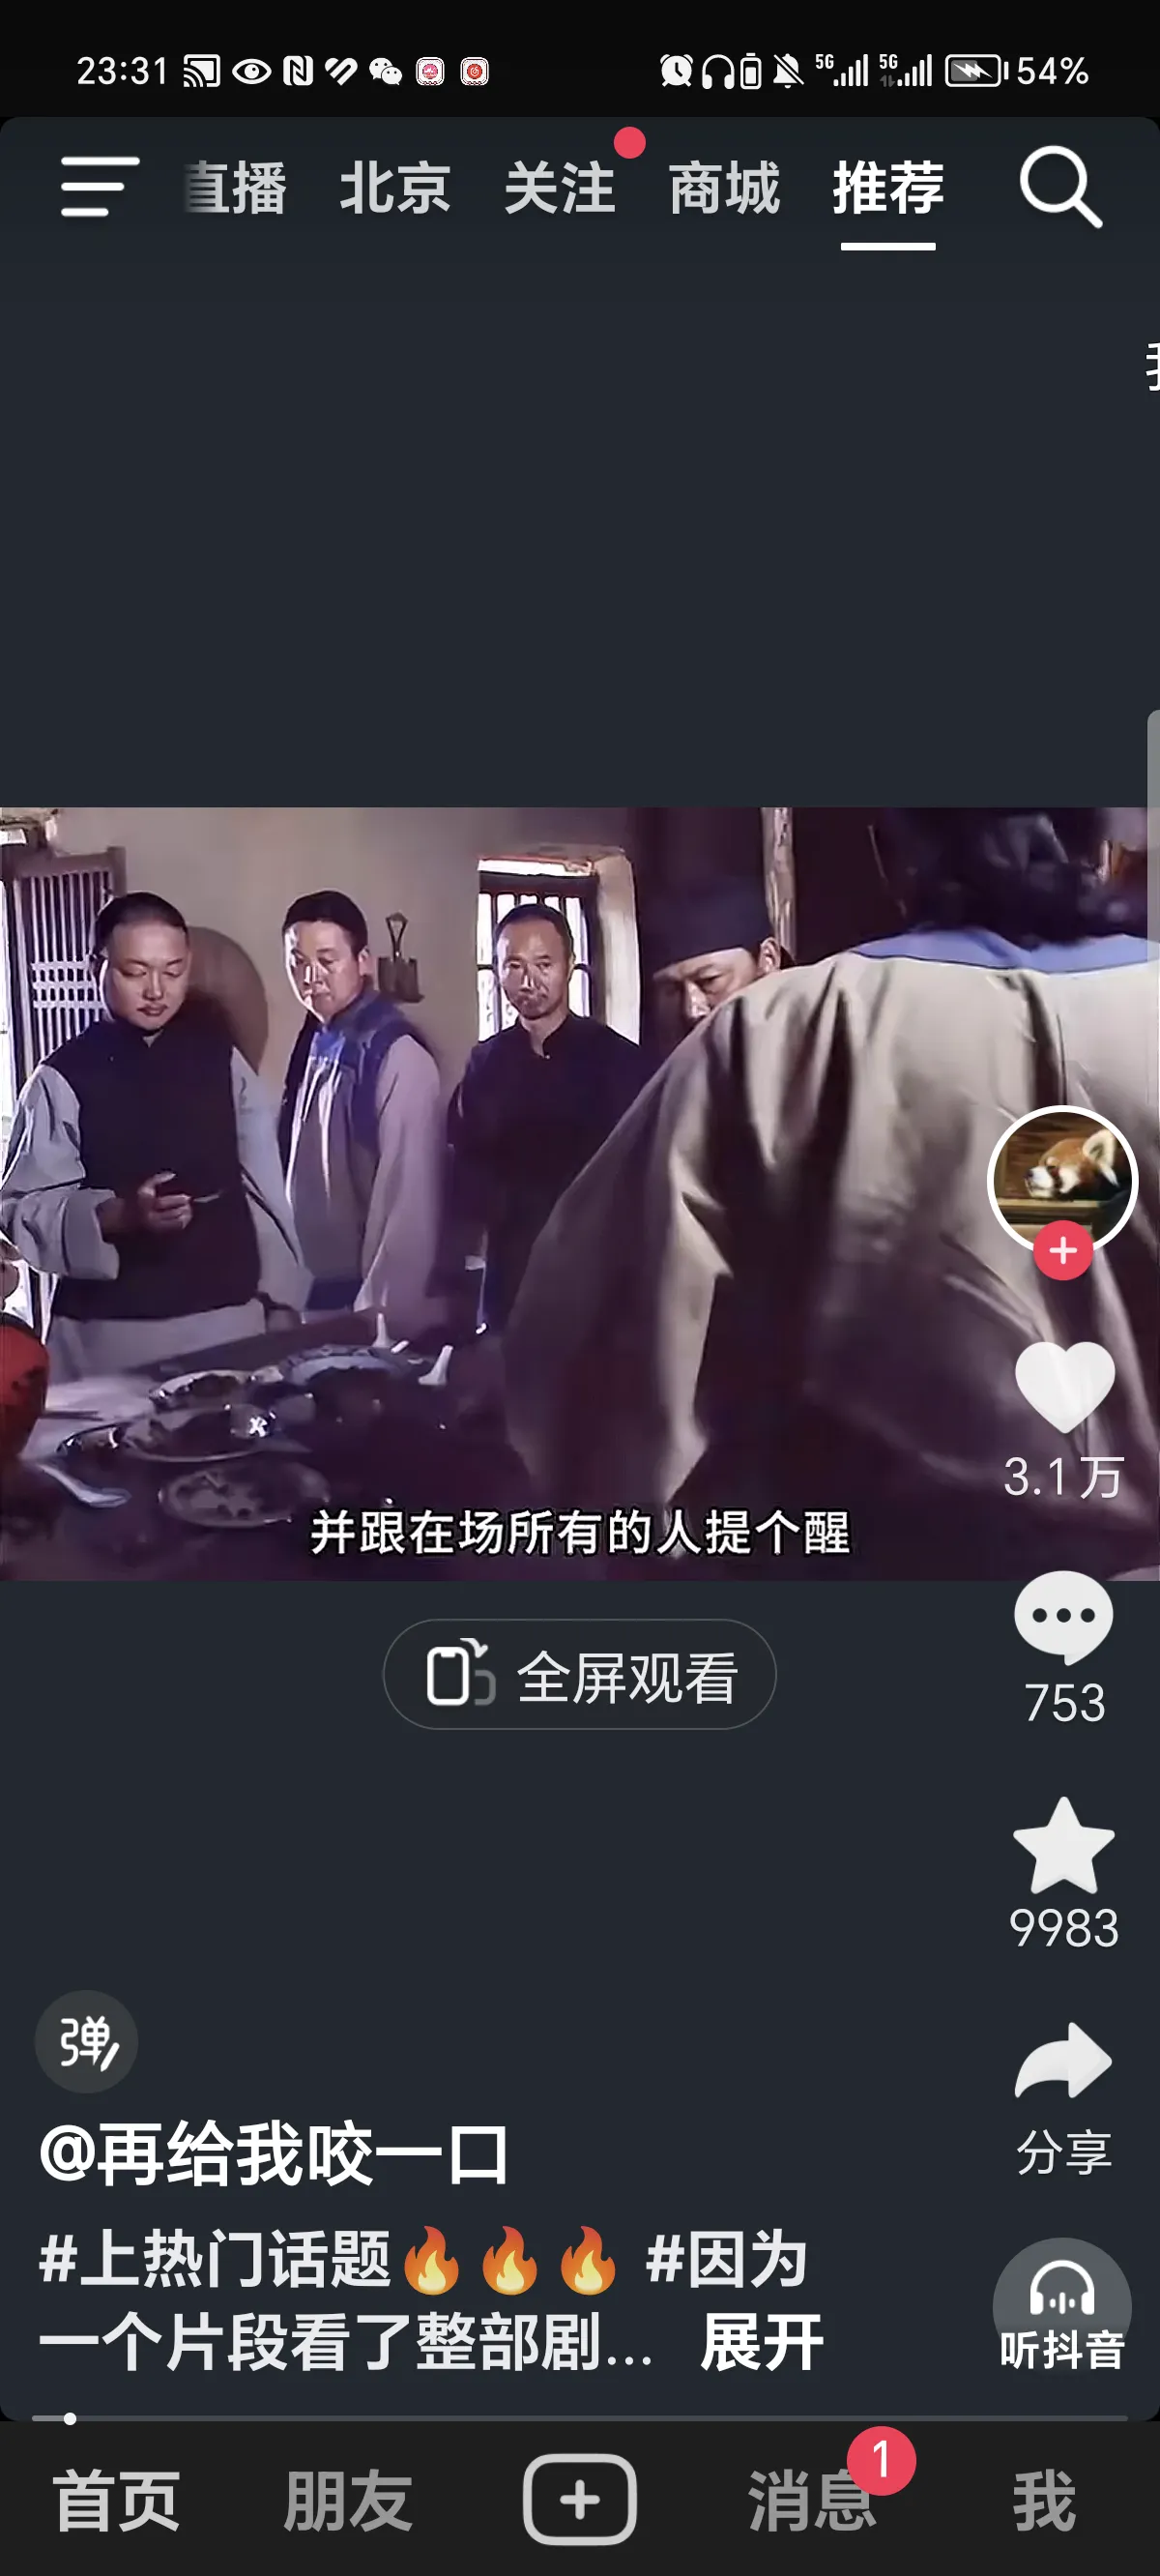 23:31
5G
5G
54%
直播 北京 关注 商城 推荐
并跟在场所有的人提个醒
全屏观看
3.1万
753
9983
分享
弹
@再给我咬一口
#上热门话题🔥🔥🔥 #因为
一个片段看了整部剧... 展开
听抖音
首页 朋友 消息 1 我